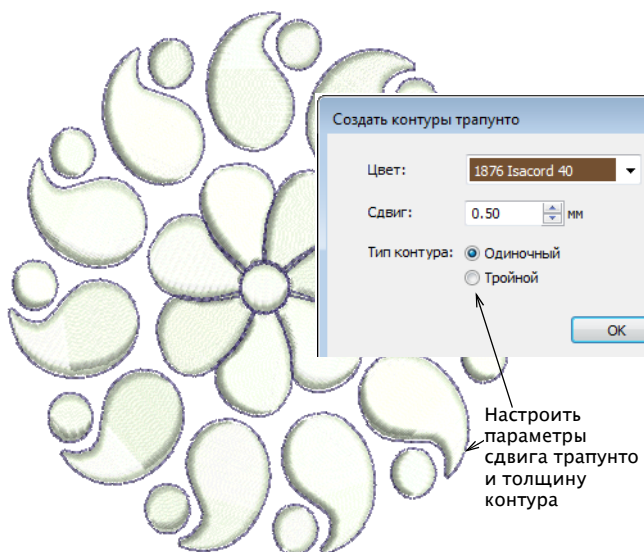 Создать контуры трапунто
Цвет: 1876 Isacord 40
Сдвиг: 0.50 мм
Тип контура: Одиночный
Тройной
OK
Настроить
параметры
сдвига трапунто
и толщину
контура